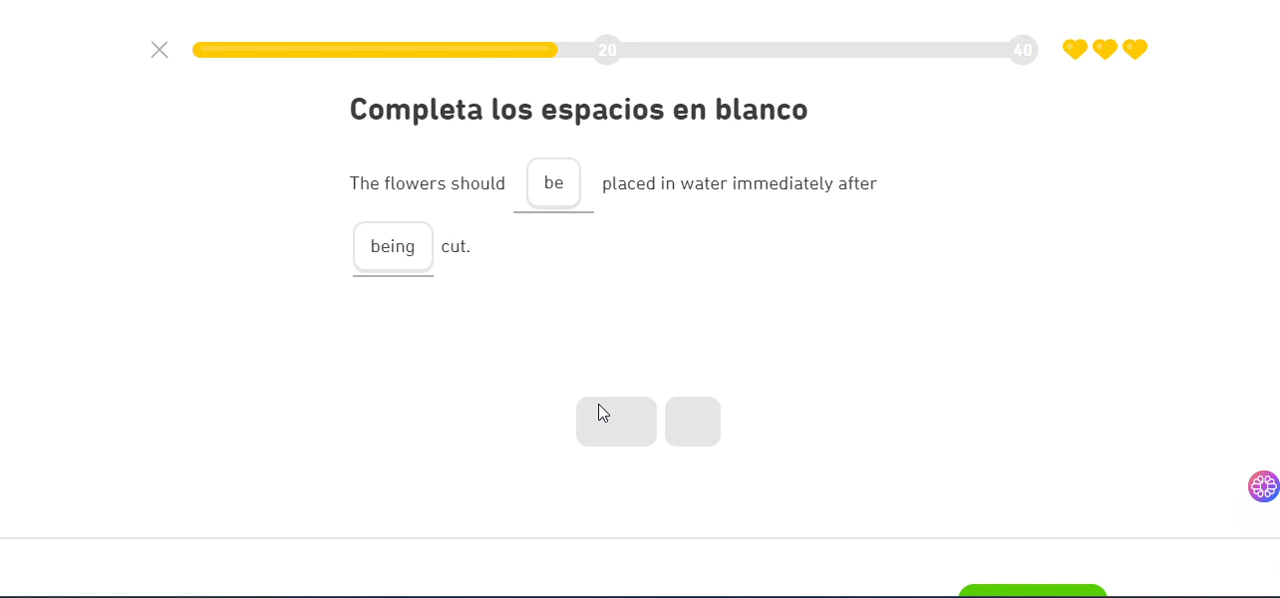 20 40
Completa los espacios en blanco
The flowers should be placed in water immediately after
being cut.